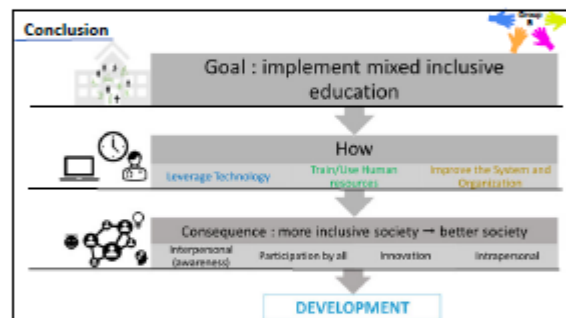 Conclusion
Group
Goal : implement mixed inclusive
education
How
Leverage Technology
Train/Use Human
resources
Improve the System and
Organization
Consequence : more inclusive society → better society
Interpersonal
(awareness)
Participation by all
Innovation
Intrapersonal
DEVELOPMENT